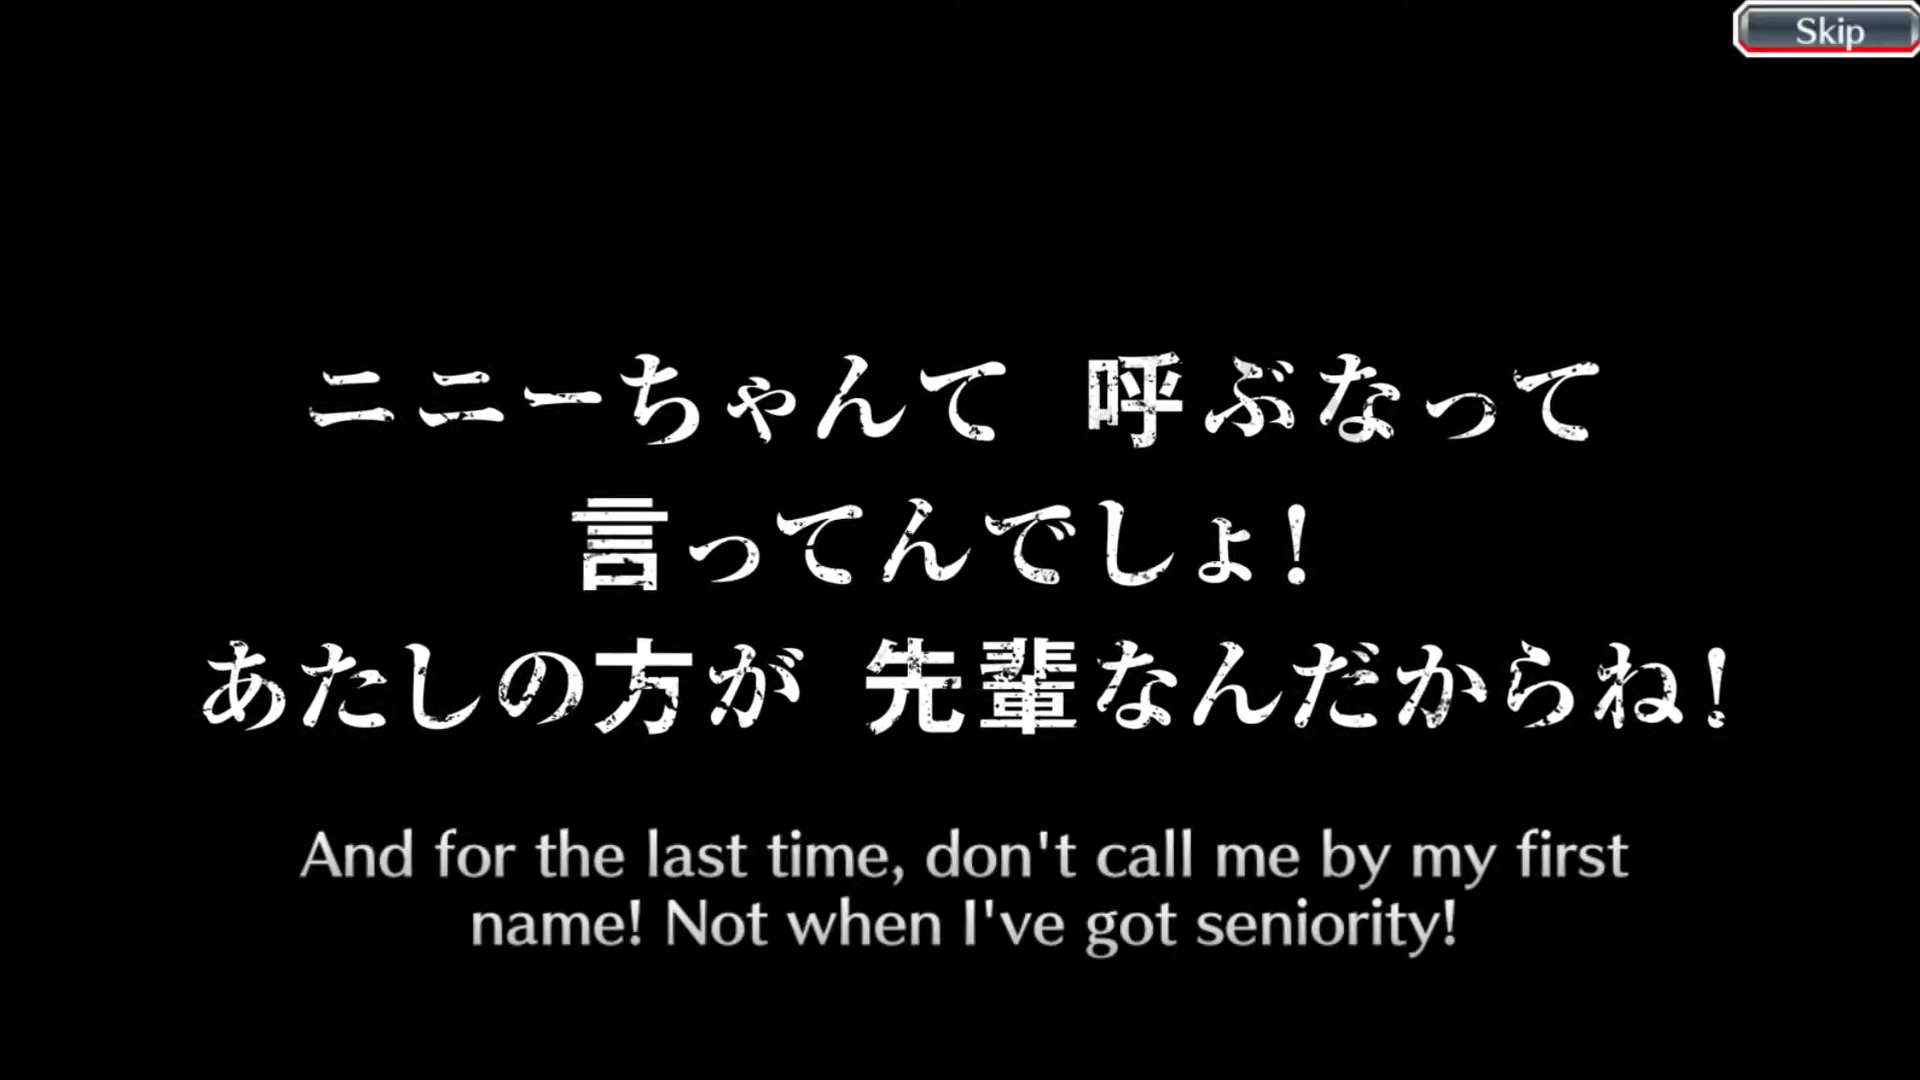 Skip
ニニーちゃんて 呼ぶなって
言ってんでしょ!
あたしの方が 先輩なんだからね!
And for the last time, don't call me by my first
name! Not when I've got seniority!